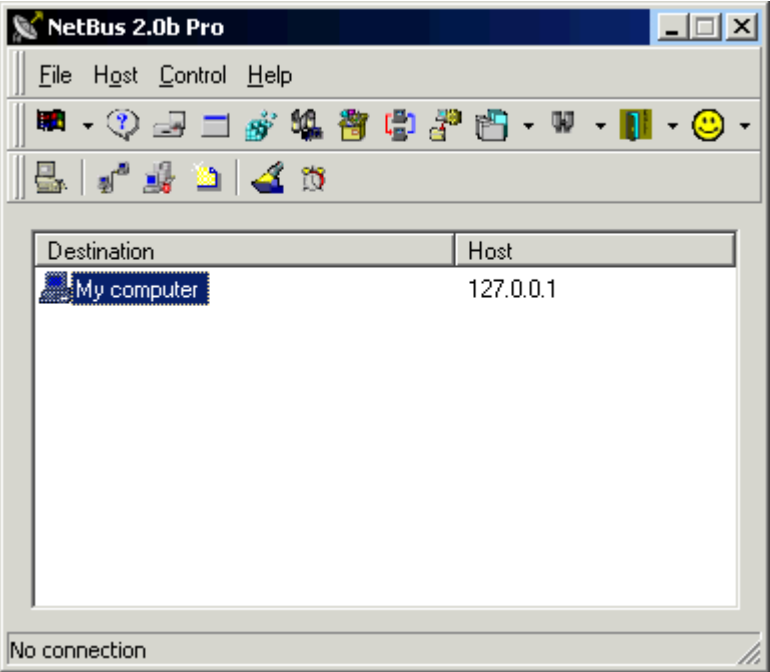 NetBus 2.0b Pro
File Host Control Help
Destination Host
My computer 127.0.0.1
No connection